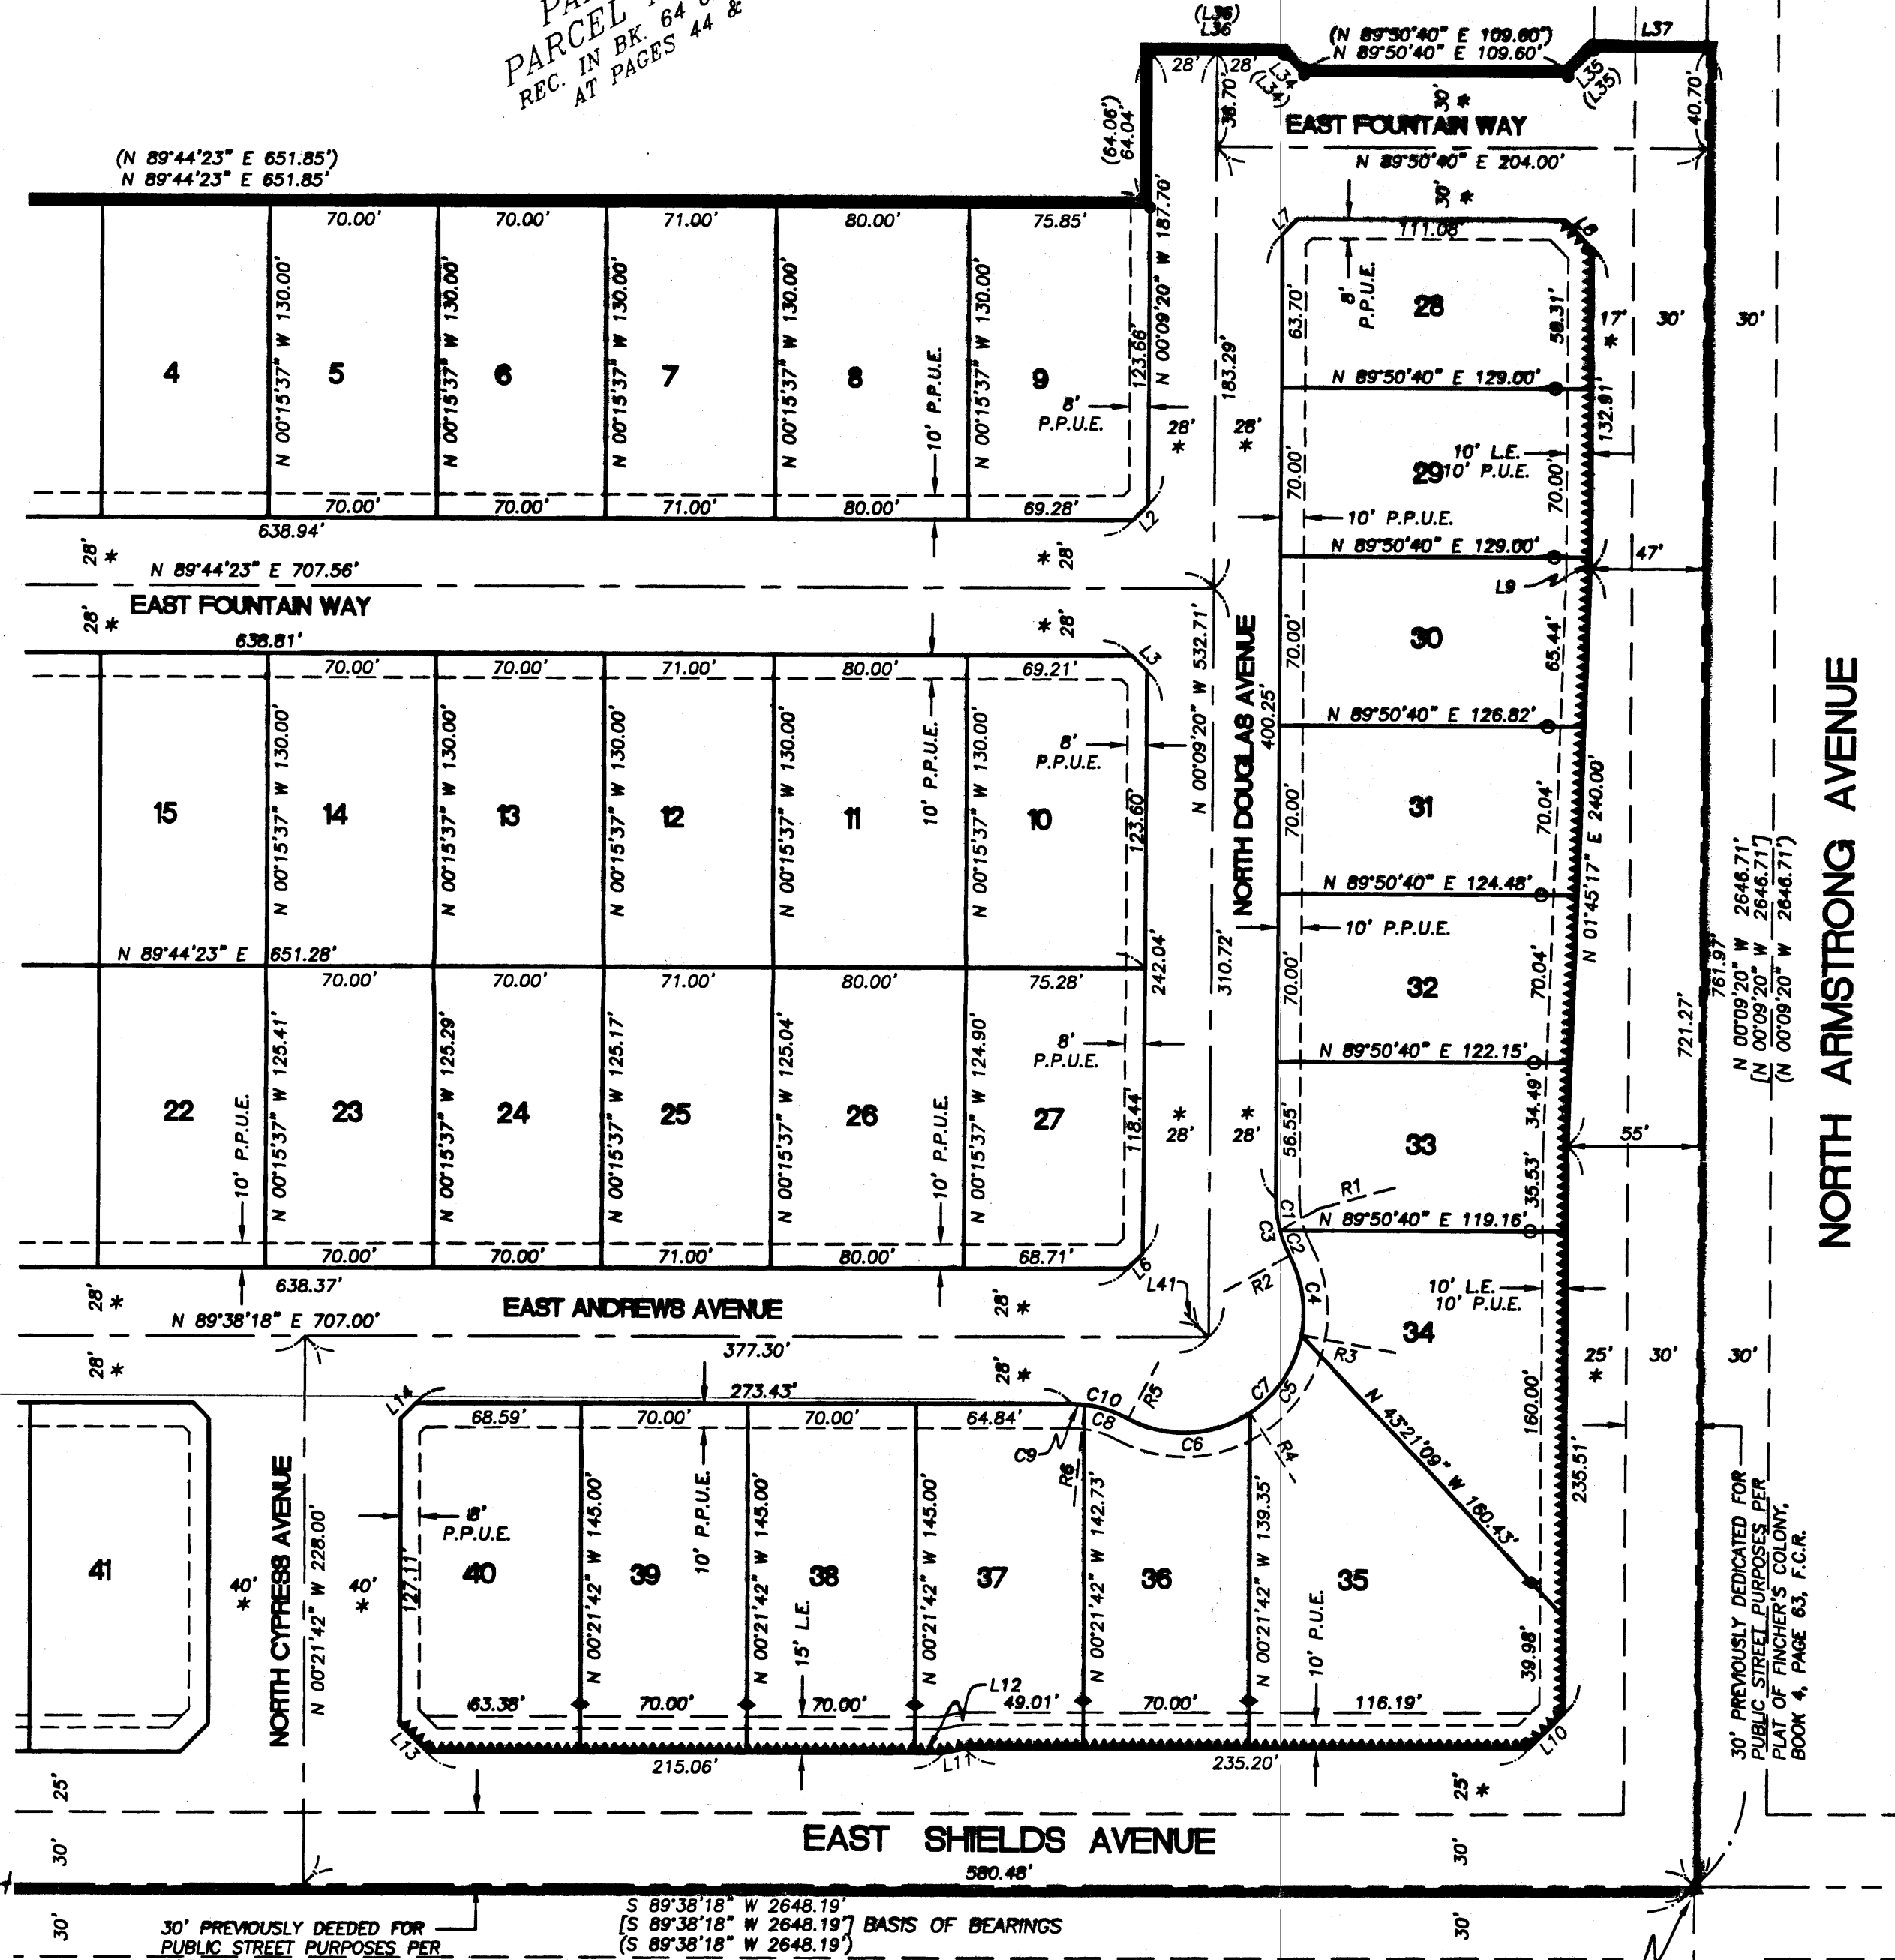 PARCEL
REC. IN BK. 64
AT PAGES 44 &
(L36)
L36
(N 89°50'40" E 109.60')
N 89°50'40" E 109.60'
L37
28'
28'
L34
(L34)
L35
(L35)
(64.06')
64.04'
38.70'
30' *
40.70'
EAST FOUNTAIN WAY
N 89°50'40" E 204.00'
30' *
(N 89°44'23" E 651.85')
N 89°44'23" E 651.85'
70.00'
70.00'
71.00'
80.00'
75.85'
N 00°09'20" W 187.70'
L7
111.08'
L8
8'
P.P.U.E.
4
N 00°15'37" W 130.00'
5
N 00°15'37" W 130.00'
6
N 00°15'37" W 130.00'
7
N 00°15'37" W 130.00'
8
10' P.P.U.E.
N 00°15'37" W 130.00'
9
8'
P.P.U.E.
123.66'
28'
*
183.29'
28'
*
63.70'
28
58.31'
17'
*
30'
30'
N 89°50'40" E 129.00'
132.91'
10' L.E.
10' P.U.E.
29
70.00'
70.00'
10' P.P.U.E.
70.00'
70.00'
71.00'
80.00'
69.28'
L2
638.94'
28' *
* 28'
N 89°44'23" E 707.56'
EAST FOUNTAIN WAY
28' *
* 28'
638.81'
N 89°50'40" E 129.00'
47'
L9
70.00'
70.00'
71.00'
80.00'
69.21'
L3
N 00°09'20" W 532.71'
NORTH DOUGLAS AVENUE
400.25'
70.00'
30
65.44'
N 89°50'40" E 126.82'
15
N 00°15'37" W 130.00'
14
N 00°15'37" W 130.00'
13
N 00°15'37" W 130.00'
12
N 00°15'37" W 130.00'
11
10' P.P.U.E.
N 00°15'37" W 130.00'
10
8'
P.P.U.E.
123.60'
70.00'
31
70.04'
N 01°45'17" E 240.00'
N 89°50'40" E 124.48'
10' P.P.U.E.
N 00°09'20" W 2646.71'
[N 00°09'20" W 2646.71']
(N 00°09'20" W 2646.71')
NORTH ARMSTRONG AVENUE
761.97'
721.27'
N 89°44'23" E 651.28'
70.00'
70.00'
71.00'
80.00'
75.28'
242.04'
310.72'
70.00'
32
70.04'
N 89°50'40" E 122.15'
22
10' P.P.U.E.
N 00°15'37" W 125.41'
23
N 00°15'37" W 125.29'
24
N 00°15'37" W 125.17'
25
N 00°15'37" W 125.04'
26
10' P.P.U.E.
N 00°15'37" W 124.90'
27
8'
P.P.U.E.
118.44'
*
28'
*
28'
56.55'
33
34.49'
35.53'
55'
R1
C1
C3
C2
N 89°50'40" E 119.16'
70.00'
70.00'
71.00'
80.00'
68.71'
L6
638.37'
28' *
28' *
EAST ANDREWS AVENUE
N 89°38'18" E 707.00'
377.30'
28' *
28' *
L41
R2
C4
10' L.E.
10' P.U.E.
34
R3
25'
*
30'
30'
160.00'
235.51'
N 43°21'09" W 160.43'
L14
273.43'
68.59'
70.00'
70.00'
64.84'
C10
C8
R5
C9
R6
C6
C7
C5
R4
41
40'
*
NORTH CYPRESS AVENUE
N 00°21'42" W 228.00'
40'
*
127.11'
8'
P.P.U.E.
40
N 00°21'42" W 145.00'
39
10' P.P.U.E.
N 00°21'42" W 145.00'
38
15' L.E.
N 00°21'42" W 145.00'
37
N 00°21'42" W 142.73'
36
N 00°21'42" W 139.35'
35
10' P.U.E.
39.98'
30' PREVIOUSLY DEDICATED FOR
PUBLIC STREET PURPOSES PER
PLAT OF FINCHER'S COLONY,
BOOK 4, PAGE 63, F.C.R.
63.38'
70.00'
70.00'
L12
49.01'
70.00'
116.19'
L13
215.06'
L11
235.20'
L10
25'
25' *
EAST SHIELDS AVENUE
30'
30'
580.48'
30'
30' PREVIOUSLY DEEDED FOR
PUBLIC STREET PURPOSES PER
S 89°38'18" W 2648.19'
[S 89°38'18" W 2648.19'] BASIS OF BEARINGS
(S 89°38'18" W 2648.19')
30'